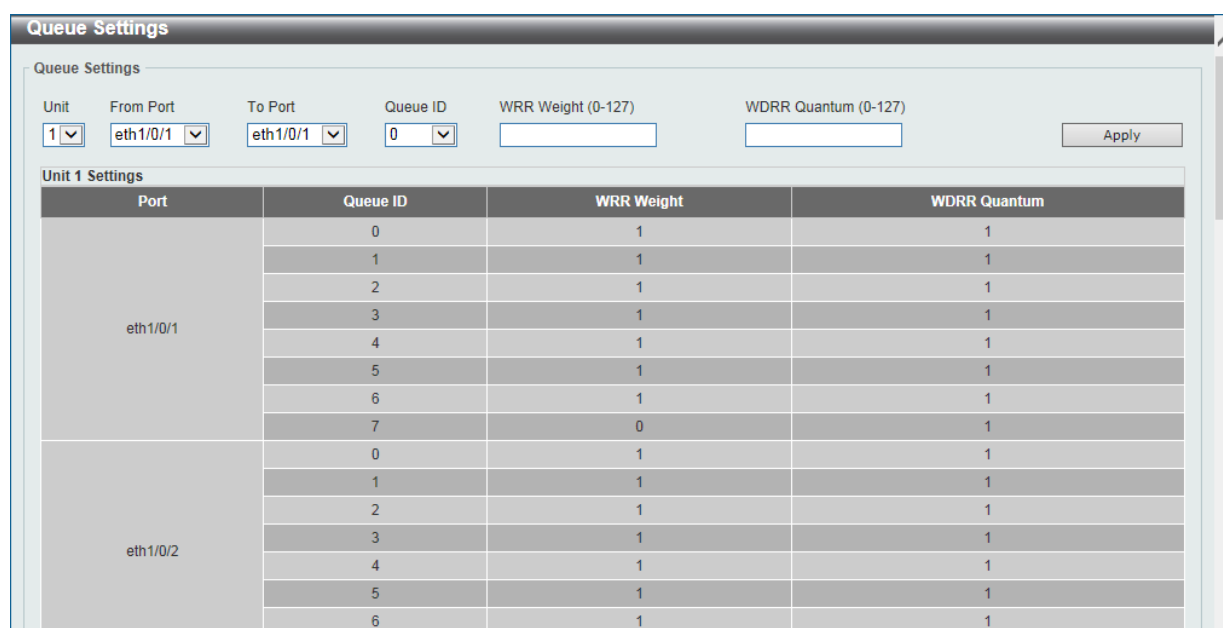 Queue Settings
Queue Settings
Unit From Port To Port Queue ID WRR Weight (0-127) WDRR Quantum (0-127)
1 eth1/0/1 eth1/0/1 0 Apply
Unit 1 Settings
Port Queue ID WRR Weight WDRR Quantum
0 1 1
1 1 1
2 1 1
3 1 1
eth1/0/1
4 1 1
5 1 1
6 1 1
7 0 1
0 1 1
1 1 1
2 1 1
3 1 1
eth1/0/2
4 1 1
5 1 1
6 1 1